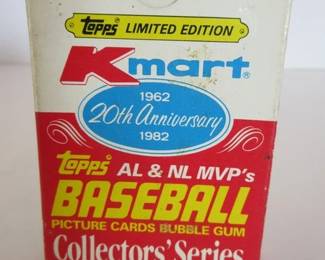 Topps LIMITED EDITION
Kmart®
1962
20th Anniversary
1982
Topps AL & NL MVP's
BASEBALL
PICTURE CARDS BUBBLE GUM
Collectors' Series